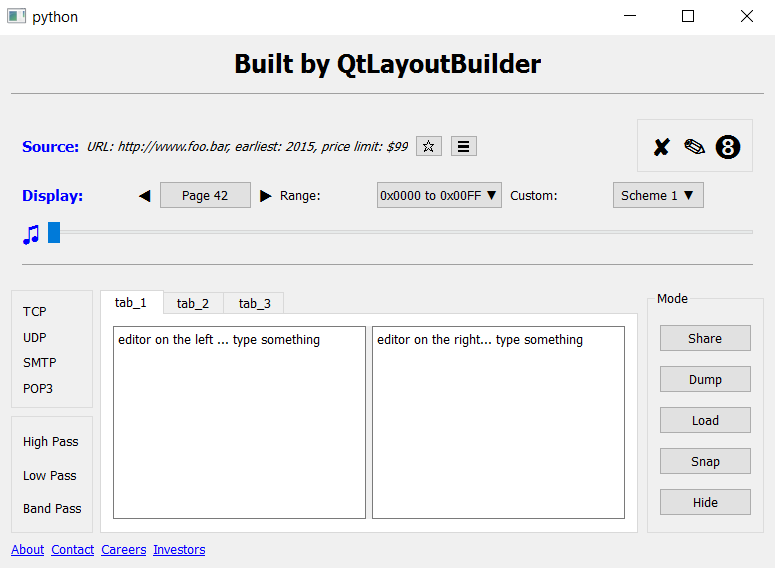 python
Built by QtLayoutBuilder
Source: URL: http://www.foo.bar, earliest: 2015, price limit: $99 ☆ ☰ ✘ ✎ ❽
Display: ◀ Page 42 ▶ Range: 0x0000 to 0x00FF ▼ Custom: Scheme 1 ▼
♫
Mode
tab_1 tab_2 tab_3
TCP
UDP
SMTP
POP3
High Pass
Low Pass
Band Pass
editor on the left ... type something
editor on the right... type something
Share
Dump
Load
Snap
Hide
About Contact Careers Investors